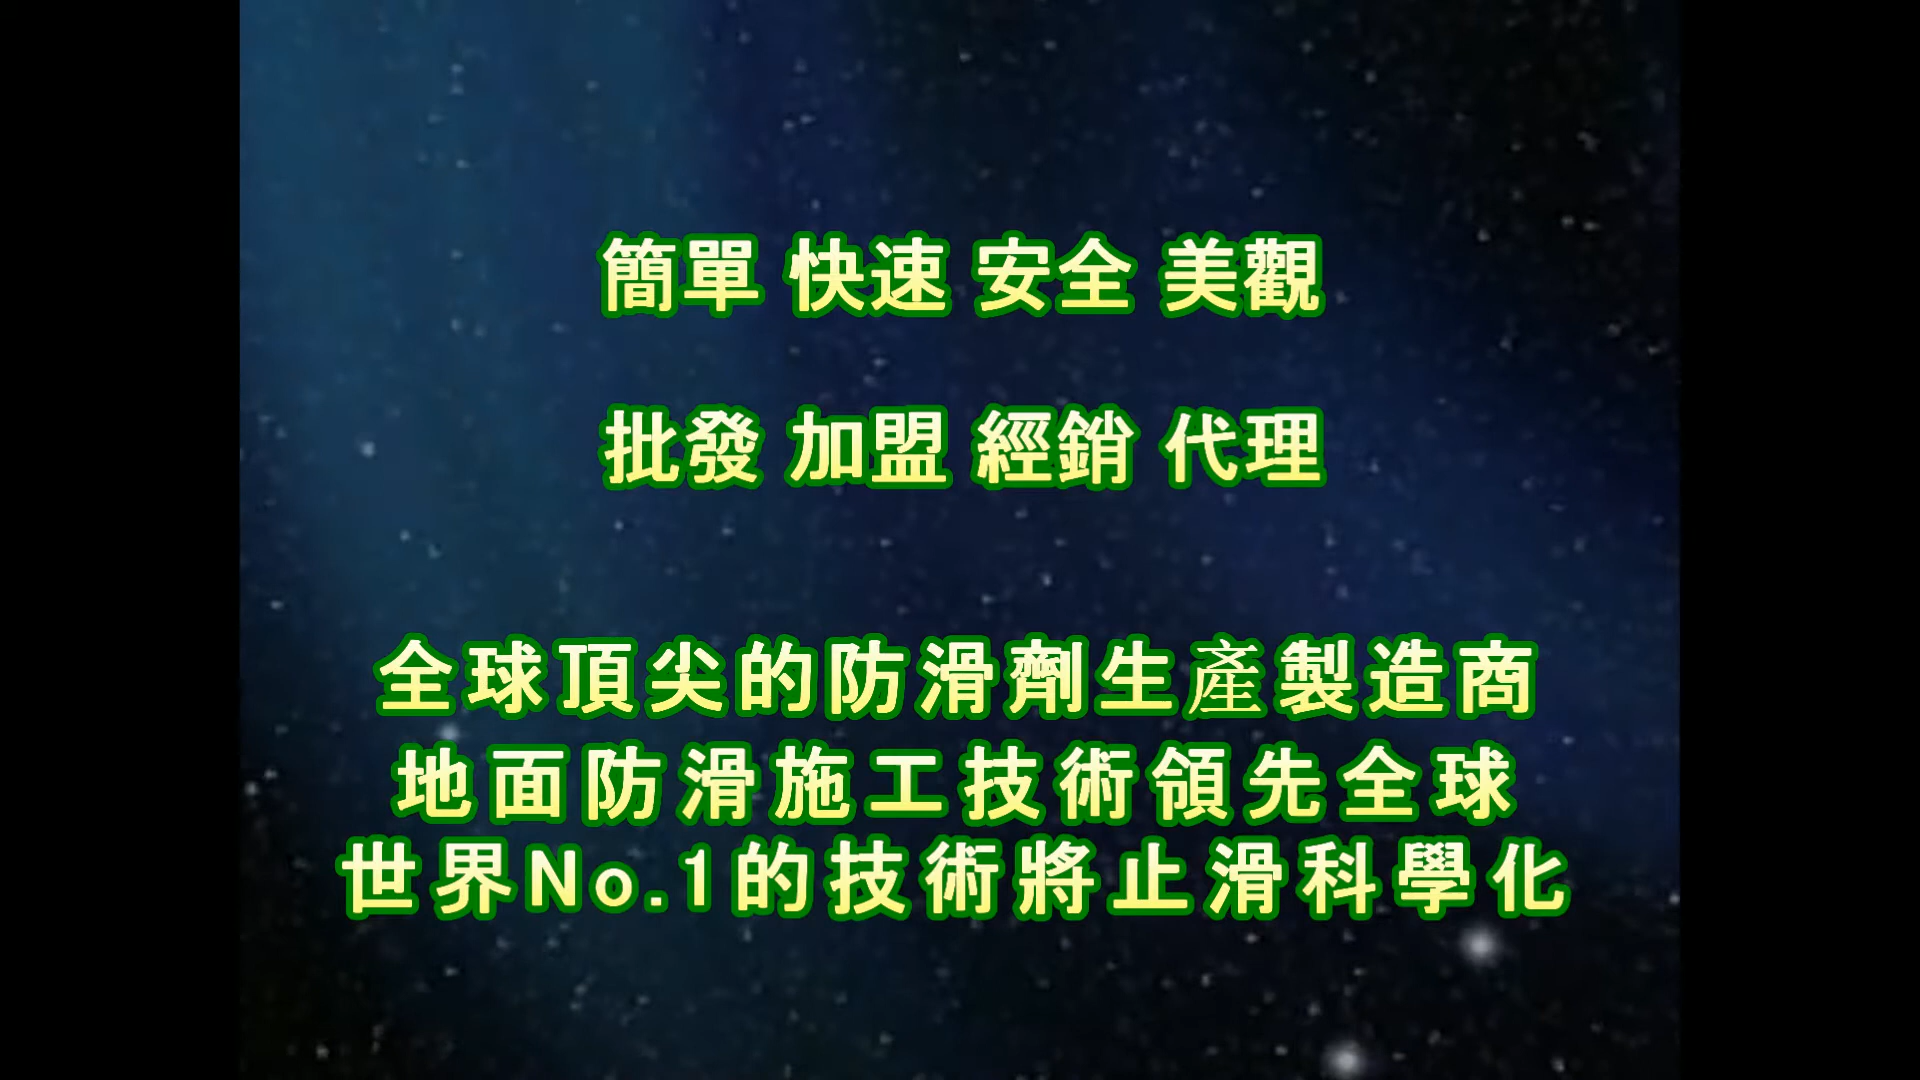 簡單 快速 安全 美觀
批發 加盟 經銷 代理
全球頂尖的防滑劑生產製造商
地面防滑施工技術領先全球
世界No.1的技術將止滑科學化